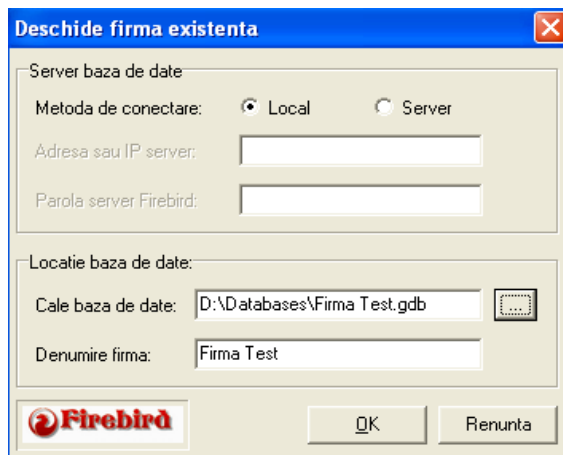 Deschide firma existenta
Server baza de date
Metoda de conectare: Local Server
Adresa sau IP server:
Parola server Firebird:
Locatie baza de date:
Cale baza de date: D:\Databases\Firma Test.gdb ...
Denumire firma: Firma Test
Firebird OK Renunta